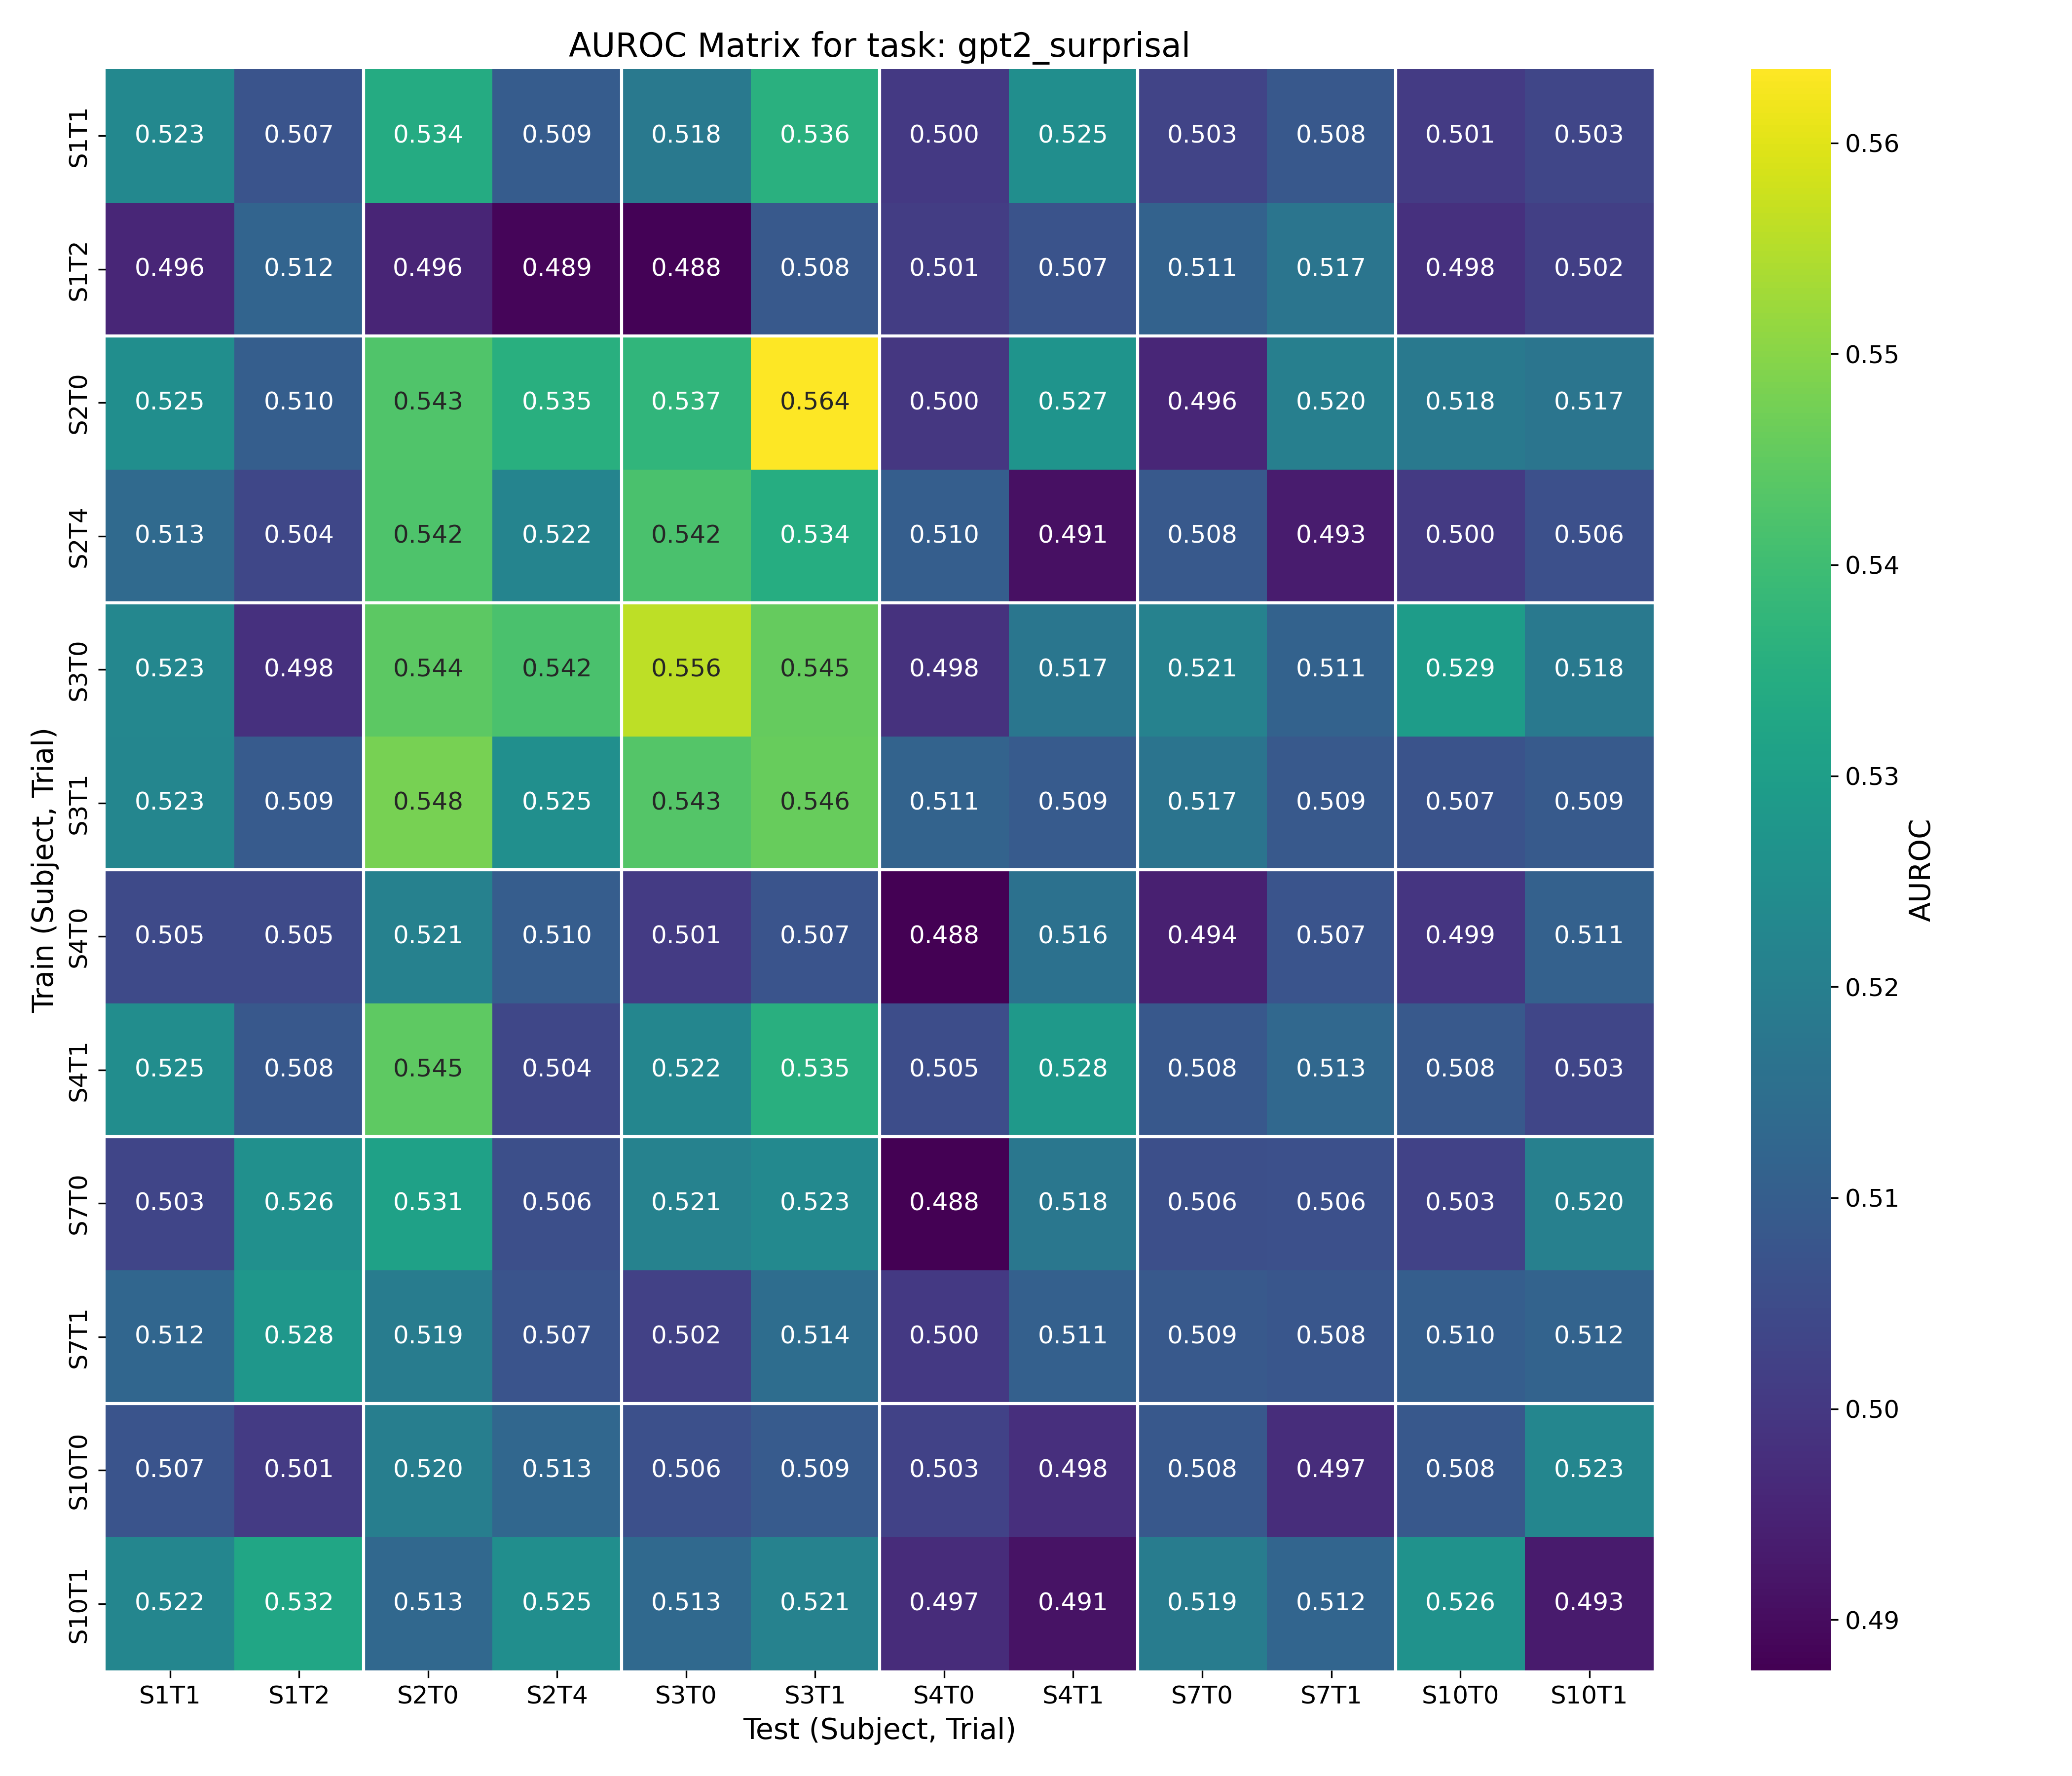 AUROC Matrix for task: gpt2_surprisal
S1T1 0.523 0.507 0.534 0.509 0.518 0.536 0.500 0.525 0.503 0.508 0.501 0.503
S1T2 0.496 0.512 0.496 0.489 0.488 0.508 0.501 0.507 0.511 0.517 0.498 0.502
S2T0 0.525 0.510 0.543 0.535 0.537 0.564 0.500 0.527 0.496 0.520 0.518 0.517
S2T4 0.513 0.504 0.542 0.522 0.542 0.534 0.510 0.491 0.508 0.493 0.500 0.506
S3T0 0.523 0.498 0.544 0.542 0.556 0.545 0.498 0.517 0.521 0.511 0.529 0.518
S3T1 0.523 0.509 0.548 0.525 0.543 0.546 0.511 0.509 0.517 0.509 0.507 0.509
S4T0 0.505 0.505 0.521 0.510 0.501 0.507 0.488 0.516 0.494 0.507 0.499 0.511
S4T1 0.525 0.508 0.545 0.504 0.522 0.535 0.505 0.528 0.508 0.513 0.508 0.503
S7T0 0.503 0.526 0.531 0.506 0.521 0.523 0.488 0.518 0.506 0.506 0.503 0.520
S7T1 0.512 0.528 0.519 0.507 0.502 0.514 0.500 0.511 0.509 0.508 0.510 0.512
S10T0 0.507 0.501 0.520 0.513 0.506 0.509 0.503 0.498 0.508 0.497 0.508 0.523
S10T1 0.522 0.532 0.513 0.525 0.513 0.521 0.497 0.491 0.519 0.512 0.526 0.493
S1T1 S1T2 S2T0 S2T4 S3T0 S3T1 S4T0 S4T1 S7T0 S7T1 S10T0 S10T1
Test (Subject, Trial)
Train (Subject, Trial)
0.56
0.55
0.54
0.53
0.52
0.51
0.50
0.49
AUROC